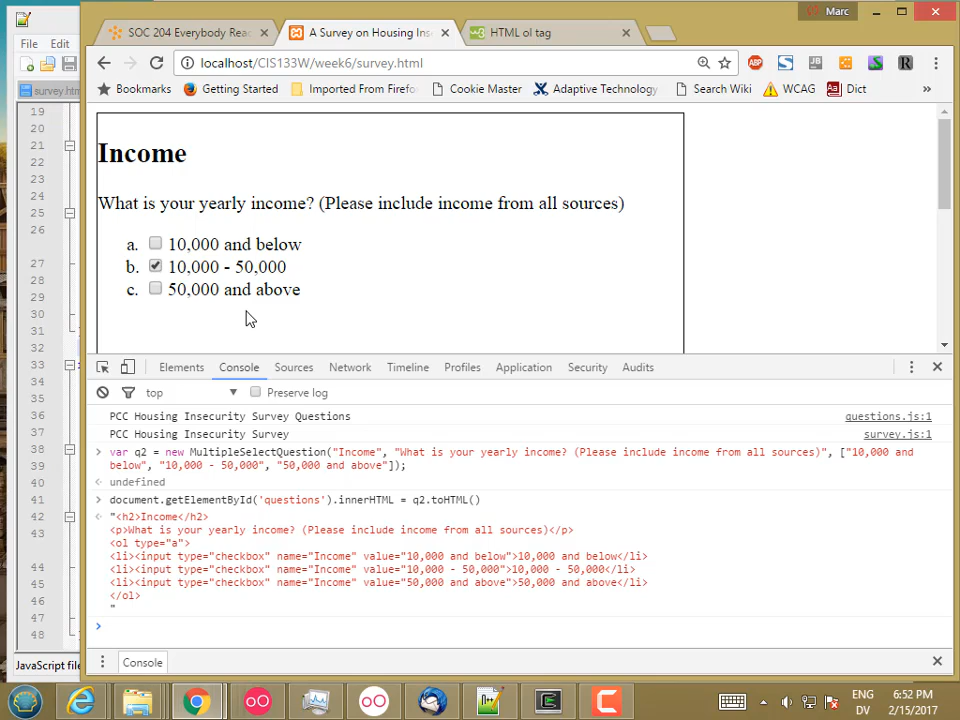 Marc
SOC 204 Everybody Rea
A Survey on Housing Ins
HTML ol tag
File Edit
localhost/CIS133W/week6/survey.html
ABP
JB
Bookmarks
Getting Started
Imported From Firefo
Cookie Master
Adaptive Technology
Search Wiki
WCAG
Dict
survey.htm
19
20
21
22
23
24
25
26
27
28
29
30
31
32
33
34
35
36
37
38
39
40
41
42
43
44
45
46
47
48
Income
What is your yearly income? (Please include income from all sources)
a. 10,000 and below
b. 10,000 - 50,000
c. 50,000 and above
Elements Console Sources Network Timeline Profiles Application Security Audits
top Preserve log
PCC Housing Insecurity Survey Questions questions.js:1
PCC Housing Insecurity Survey survey.js:1
> var q2 = new MultipleSelectQuestion("Income", "What is your yearly income? (Please include income from all sources)", ["10,000 and
below", "10,000 - 50,000", "50,000 and above"]);
undefined
> document.getElementById('questions').innerHTML = q2.toHTML()
"<h2>Income</h2>
<p>What is your yearly income? (Please include income from all sources)</p>
<ol type="a">
<li><input type="checkbox" name="Income" value="10,000 and below">10,000 and below</li>
<li><input type="checkbox" name="Income" value="10,000 - 50,000">10,000 - 50,000</li>
<li><input type="checkbox" name="Income" value="50,000 and above">50,000 and above</li>
</ol>
"
>
Console
JavaScript file
ENG
DV
6:52 PM
2/15/2017